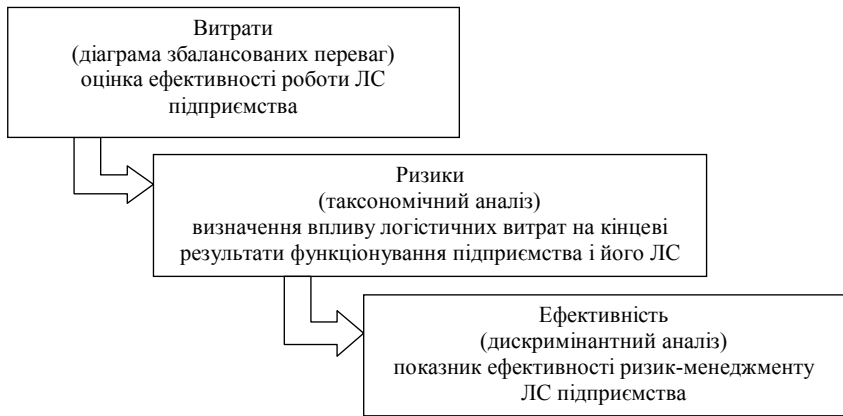 Витрати
(діаграма збалансованих переваг)
оцінка ефективності роботи ЛС
підприємства
Ризики
(таксономічний аналіз)
визначення впливу логістичних витрат на кінцеві
результати функціонування підприємства і його ЛС
Ефективність
(дискримінантний аналіз)
показник ефективності ризик-менеджменту
ЛС підприємства